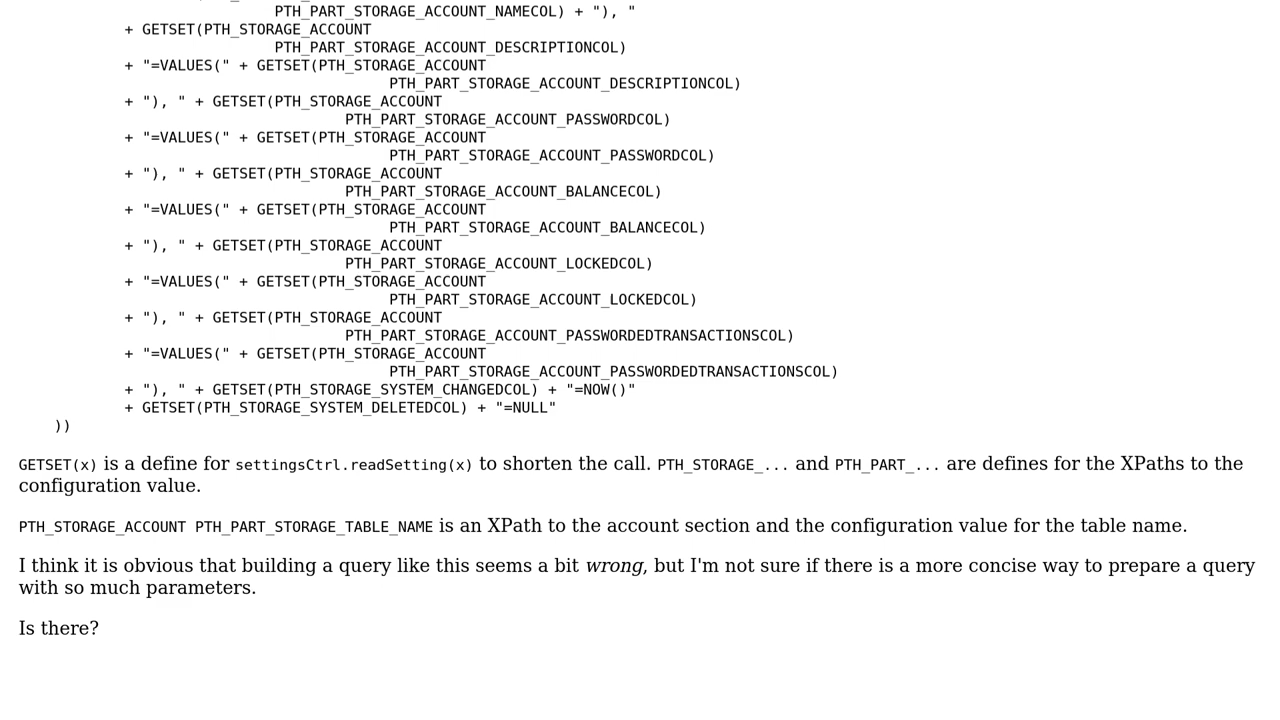 PTH_PART_STORAGE_ACCOUNT_NAMECOL) + "), "
+ GETSET(PTH_STORAGE_ACCOUNT
PTH_PART_STORAGE_ACCOUNT_DESCRIPTIONCOL)
+ "=VALUES(" + GETSET(PTH_STORAGE_ACCOUNT
PTH_PART_STORAGE_ACCOUNT_DESCRIPTIONCOL)
+ "), " + GETSET(PTH_STORAGE_ACCOUNT
PTH_PART_STORAGE_ACCOUNT_PASSWORDCOL)
+ "=VALUES(" + GETSET(PTH_STORAGE_ACCOUNT
PTH_PART_STORAGE_ACCOUNT_PASSWORDCOL)
+ "), " + GETSET(PTH_STORAGE_ACCOUNT
PTH_PART_STORAGE_ACCOUNT_BALANCECOL)
+ "=VALUES(" + GETSET(PTH_STORAGE_ACCOUNT
PTH_PART_STORAGE_ACCOUNT_BALANCECOL)
+ "), " + GETSET(PTH_STORAGE_ACCOUNT
PTH_PART_STORAGE_ACCOUNT_LOCKEDCOL)
+ "=VALUES(" + GETSET(PTH_STORAGE_ACCOUNT
PTH_PART_STORAGE_ACCOUNT_LOCKEDCOL)
+ "), " + GETSET(PTH_STORAGE_ACCOUNT
PTH_PART_STORAGE_ACCOUNT_PASSWORDEDTRANSACTIONSCOL)
+ "=VALUES(" + GETSET(PTH_STORAGE_ACCOUNT
PTH_PART_STORAGE_ACCOUNT_PASSWORDEDTRANSACTIONSCOL)
+ "), " + GETSET(PTH_STORAGE_SYSTEM_CHANGEDCOL) + "=NOW()"
+ GETSET(PTH_STORAGE_SYSTEM_DELETEDCOL) + "=NULL"
))
GETSET(x) is a define for settingsCtrl.readSetting(x) to shorten the call. PTH_STORAGE_... and PTH_PART_... are defines for the XPaths to the
configuration value.
PTH_STORAGE_ACCOUNT PTH_PART_STORAGE_TABLE_NAME is an XPath to the account section and the configuration value for the table name.
I think it is obvious that building a query like this seems a bit wrong, but I'm not sure if there is a more concise way to prepare a query
with so much parameters.
Is there?